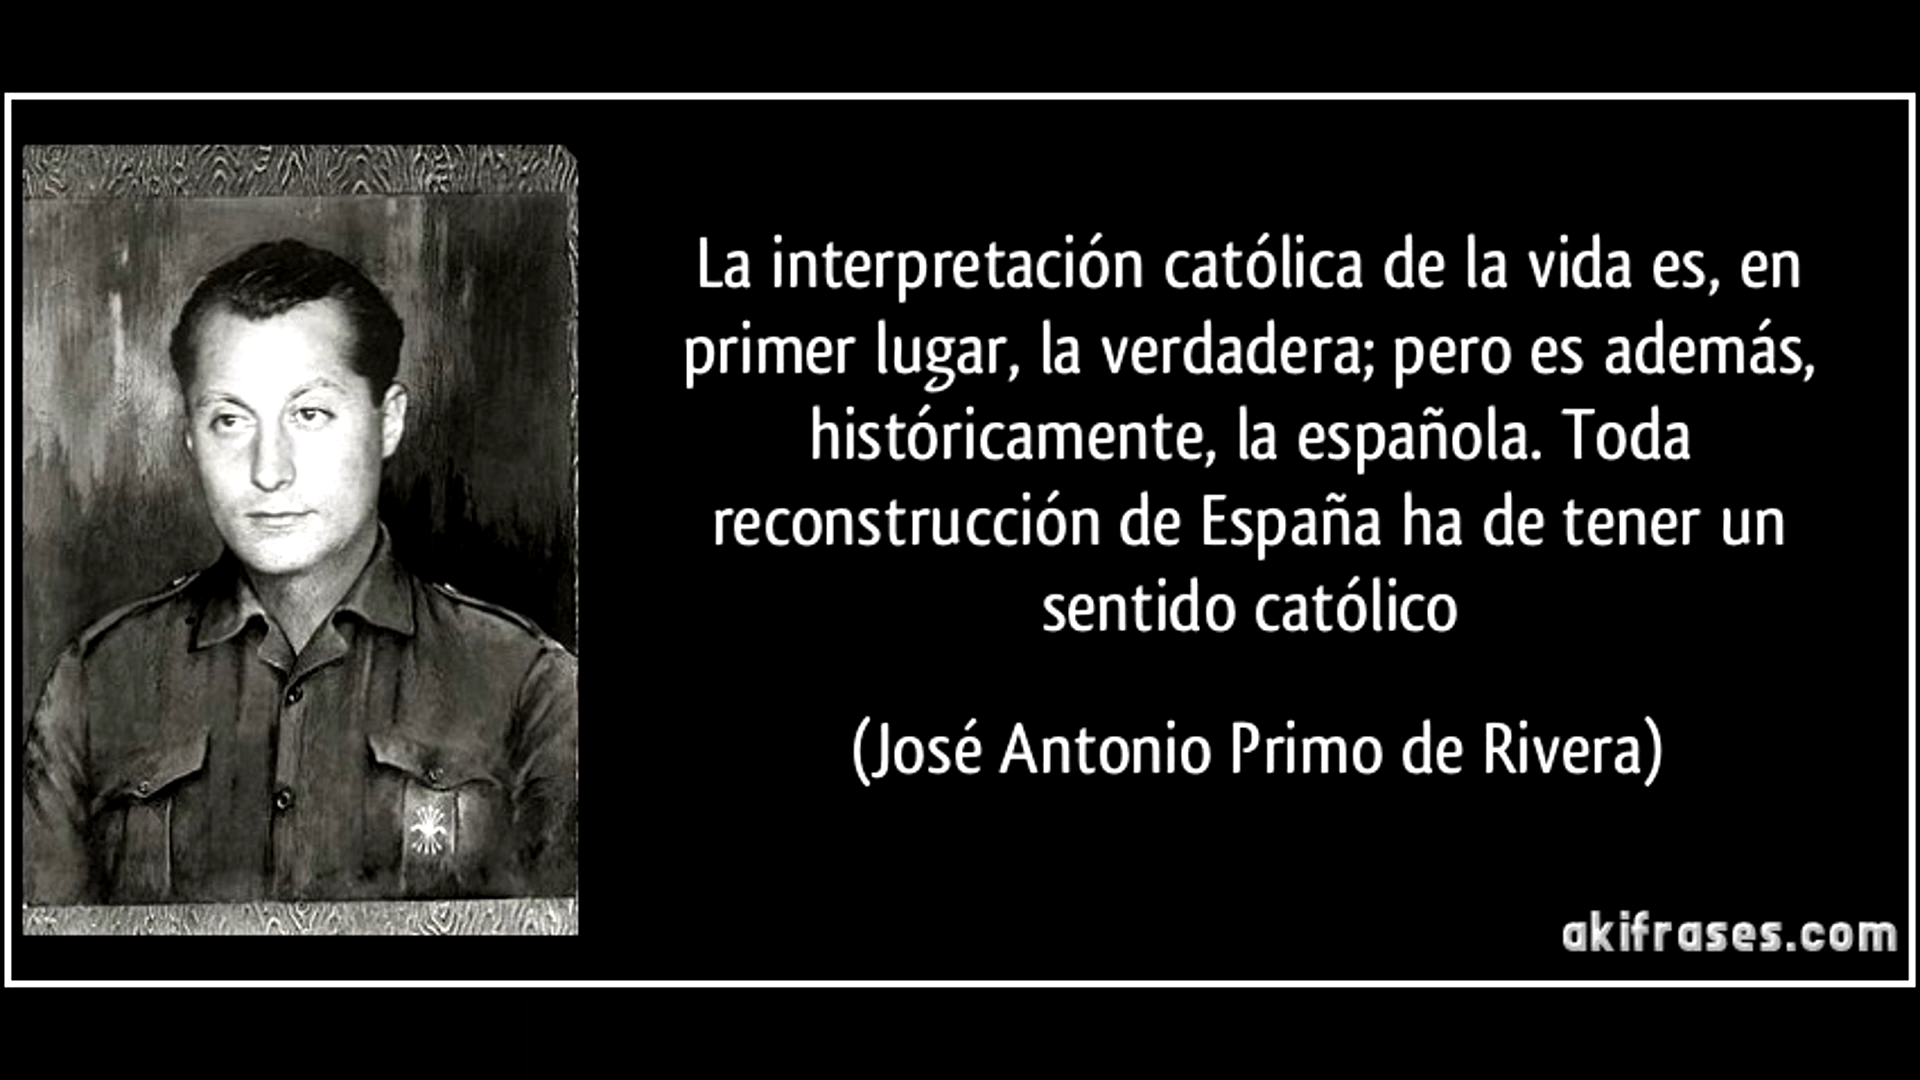 La interpretación católica de la vida es, en
primer lugar, la verdadera; pero es además,
históricamente, la española. Toda
reconstrucción de España ha de tener un
sentido católico
(José Antonio Primo de Rivera)
akifrases.com